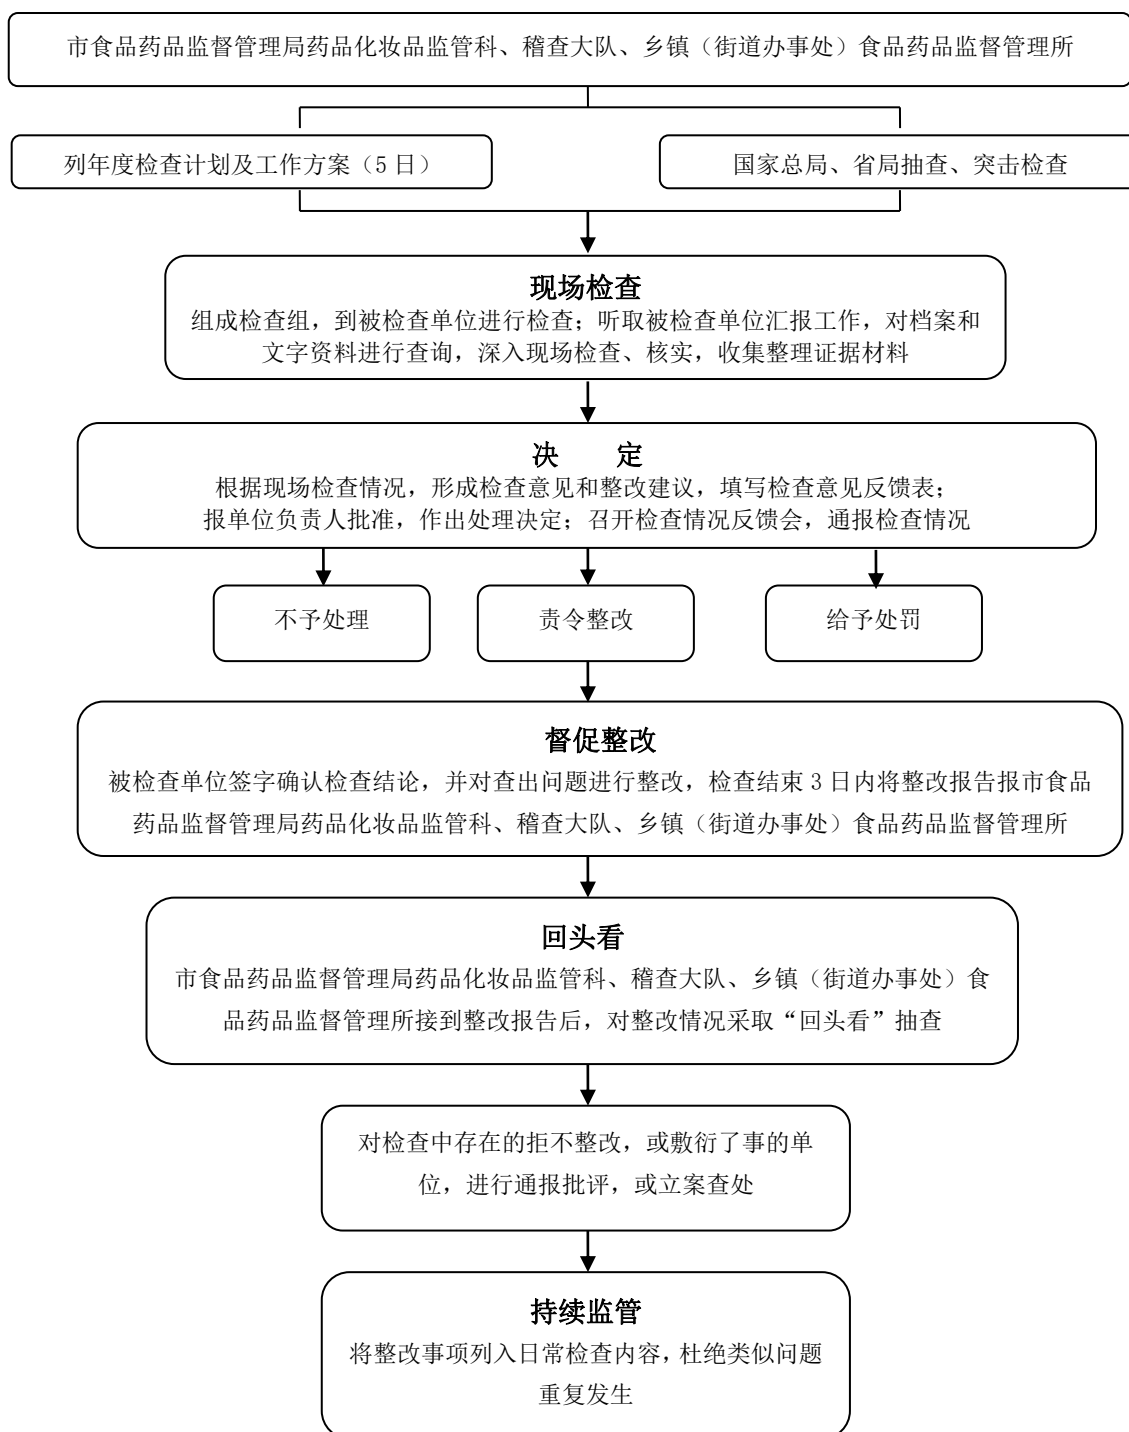 市食品药品监督管理局药品化妆品监管科、稽查大队、乡镇（街道办事处）食品药品监督管理所
列年度检查计划及工作方案（5 日）
国家总局、省局抽查、突击检查
现场检查
组成检查组，到被检查单位进行检查；听取被检查单位汇报工作，对档案和
文字资料进行查询，深入现场检查、核实，收集整理证据材料
决 定
根据现场检查情况，形成检查意见和整改建议，填写检查意见反馈表；
报单位负责人批准，作出处理决定；召开检查情况反馈会，通报检查情况
不予处理
责令整改
给予处罚
督促整改
被检查单位签字确认检查结论，并对查出问题进行整改，检查结束 3 日内将整改报告报市食品
药品监督管理局药品化妆品监管科、稽查大队、乡镇（街道办事处）食品药品监督管理所
回头看
市食品药品监督管理局药品化妆品监管科、稽查大队、乡镇（街道办事处）食
品药品监督管理所接到整改报告后，对整改情况采取“回头看”抽查
对检查中存在的拒不整改，或敷衍了事的单
位，进行通报批评，或立案查处
持续监管
将整改事项列入日常检查内容，杜绝类似问题
重复发生